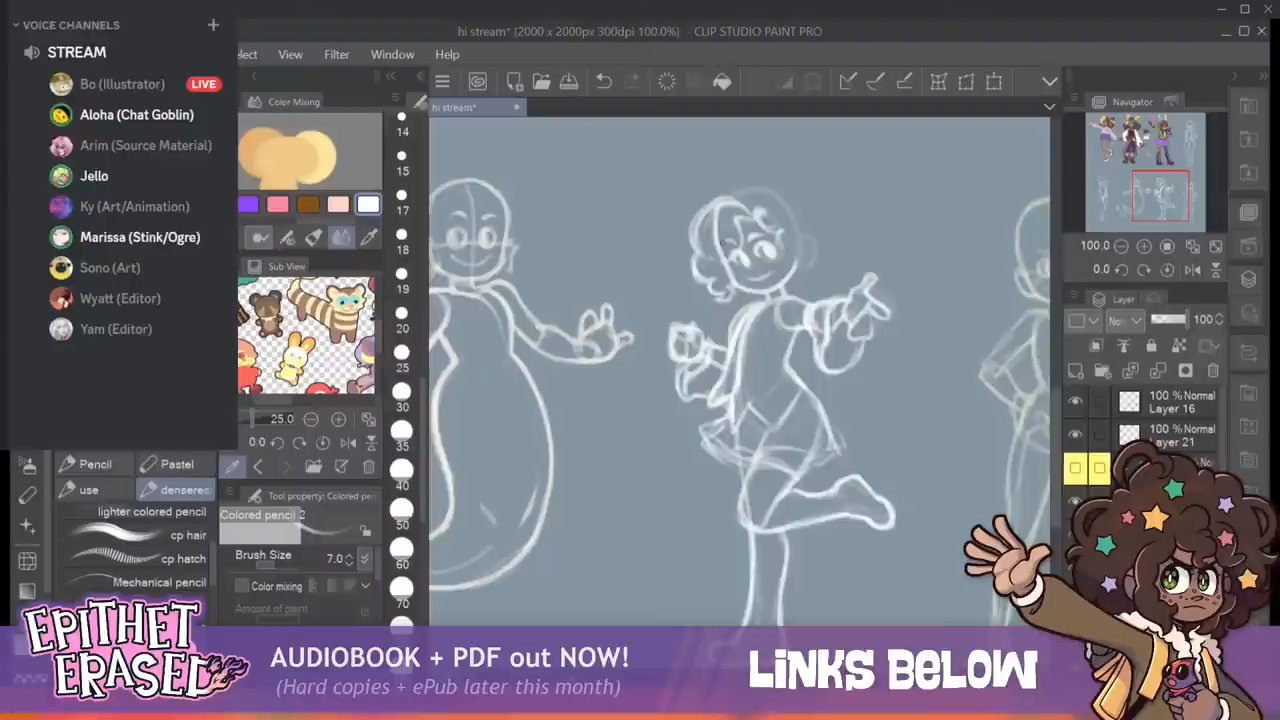 VOICE CHANNELS
STREAM
Bo (Illustrator) LIVE
Aloha (Chat Goblin)
Arim (Source Material)
Jello
Ky (Art/Animation)
Marissa (Stink/Ogre)
Sono (Art)
Wyatt (Editor)
Yam (Editor)
hi stream* (2000 x 2000px 300dpi 100.0%) - CLIP STUDIO PAINT PRO
View Filter Window Help
hi stream*
Color Mixing
Sub View
25.0
0.0
14
15
17
18
19
20
25
30
35
40
50
60
70
Pencil Pastel
use
lighter colored pencil
cp hair
cp hatch
Mechanical pencil
Tool property: Colored pen
Colored pencil 2
Brush Size 7.0
Color mixing
Amount of paint
Navigator
100.0
0.0
Layer
100
100 % Normal
Layer 16
100 % Normal
Layer 21
EPITHET
ERASED
AUDIOBOOK + PDF out NOW!
(Hard copies + ePub later this month)
LINKS BELOW